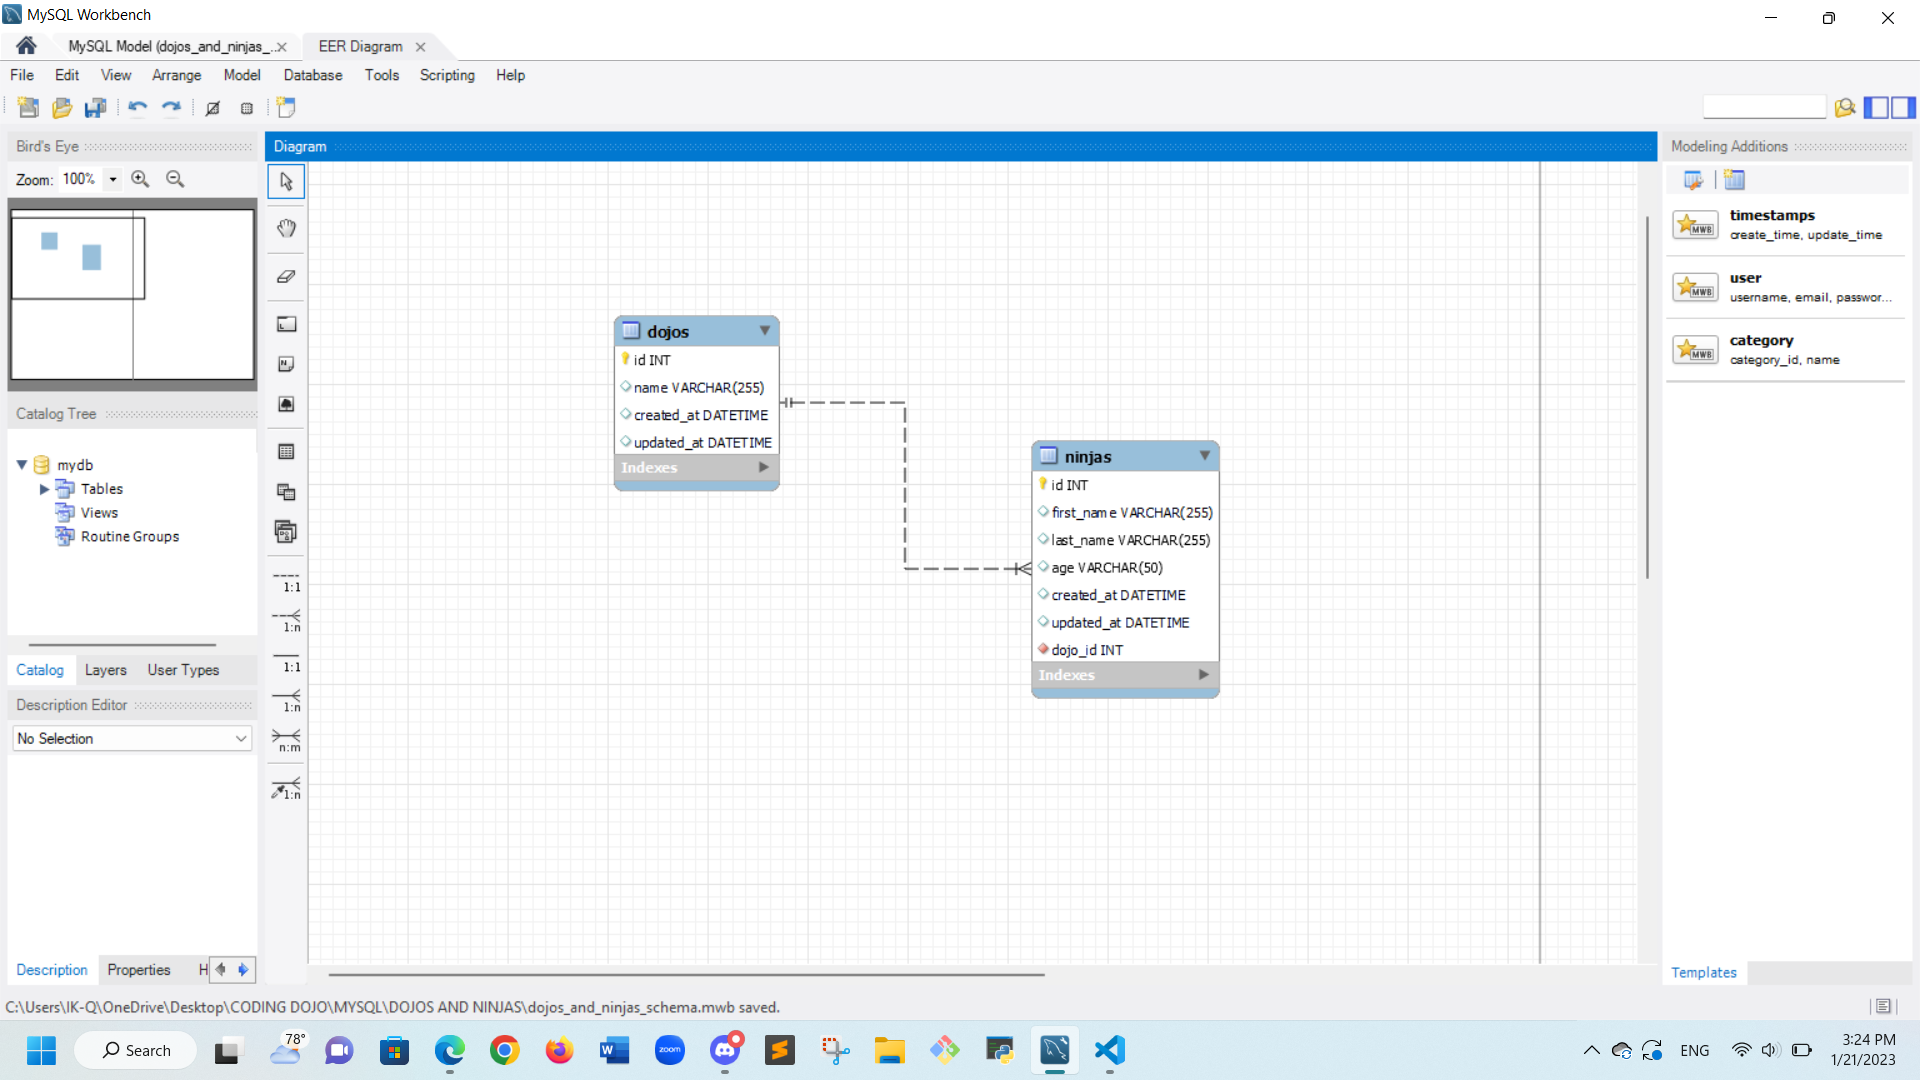 MySQL Workbench
MySQL Model (dojos_and_ninjas_...
EER Diagram
File Edit View Arrange Model Database Tools Scripting Help
Bird's Eye
Diagram
Modeling Additions
Zoom: 100%
timestamps
create_time, update_time
user
username, email, passwor...
category
category_id, name
dojos
id INT
name VARCHAR(255)
created_at DATETIME
updated_at DATETIME
Indexes
ninjas
id INT
first_name VARCHAR(255)
last_name VARCHAR(255)
age VARCHAR(50)
created_at DATETIME
updated_at DATETIME
dojo_id INT
Indexes
Catalog Tree
mydb
Tables
Views
Routine Groups
1:1
1:n
1:1
1:n
n:m
1:n
Catalog Layers User Types
Description Editor
No Selection
Description Properties H
Templates
C:\Users\IK-Q\OneDrive\Desktop\CODING DOJO\MYSQL\DOJOS AND NINJAS\dojos_and_ninjas_schema.mwb saved.
Search
78°
W
zoom
ENG
3:24 PM
1/21/2023